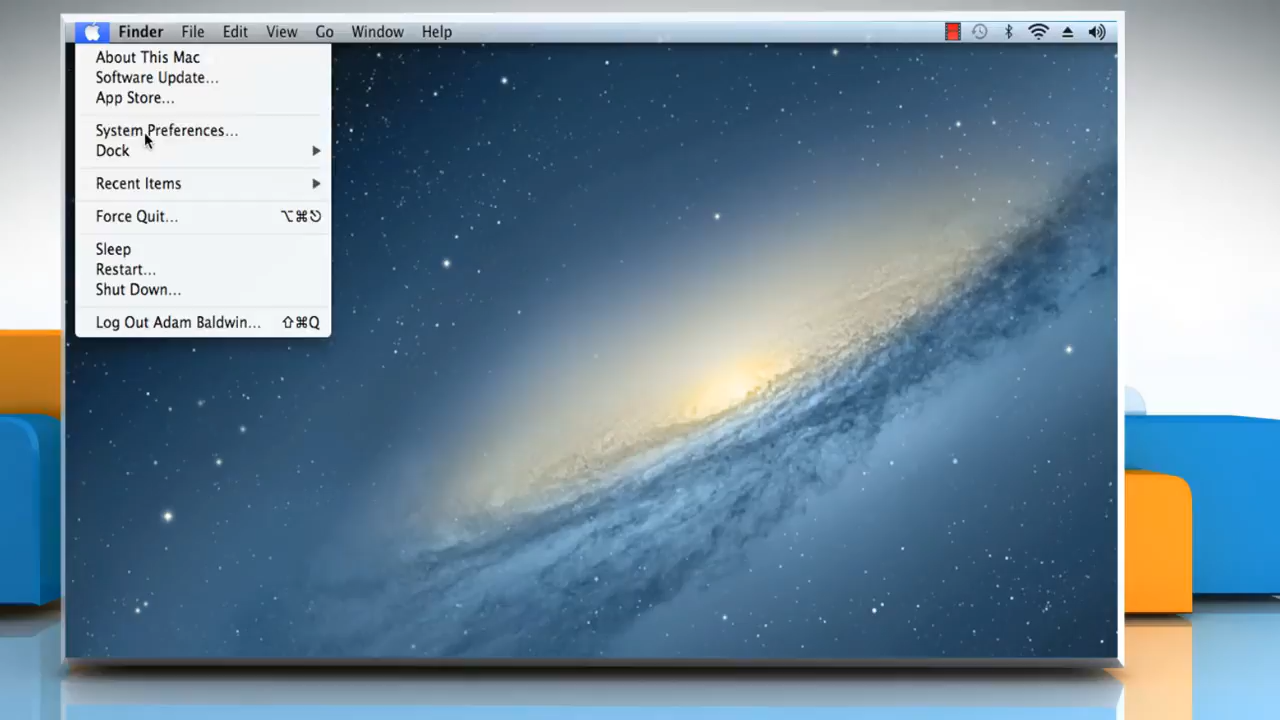 Finder File Edit View Go Window Help
About This Mac
Software Update...
App Store...
System Preferences...
Dock
Recent Items
Force Quit... ⌥⌘⎋
Sleep
Restart...
Shut Down...
Log Out Adam Baldwin... ⇧⌘Q